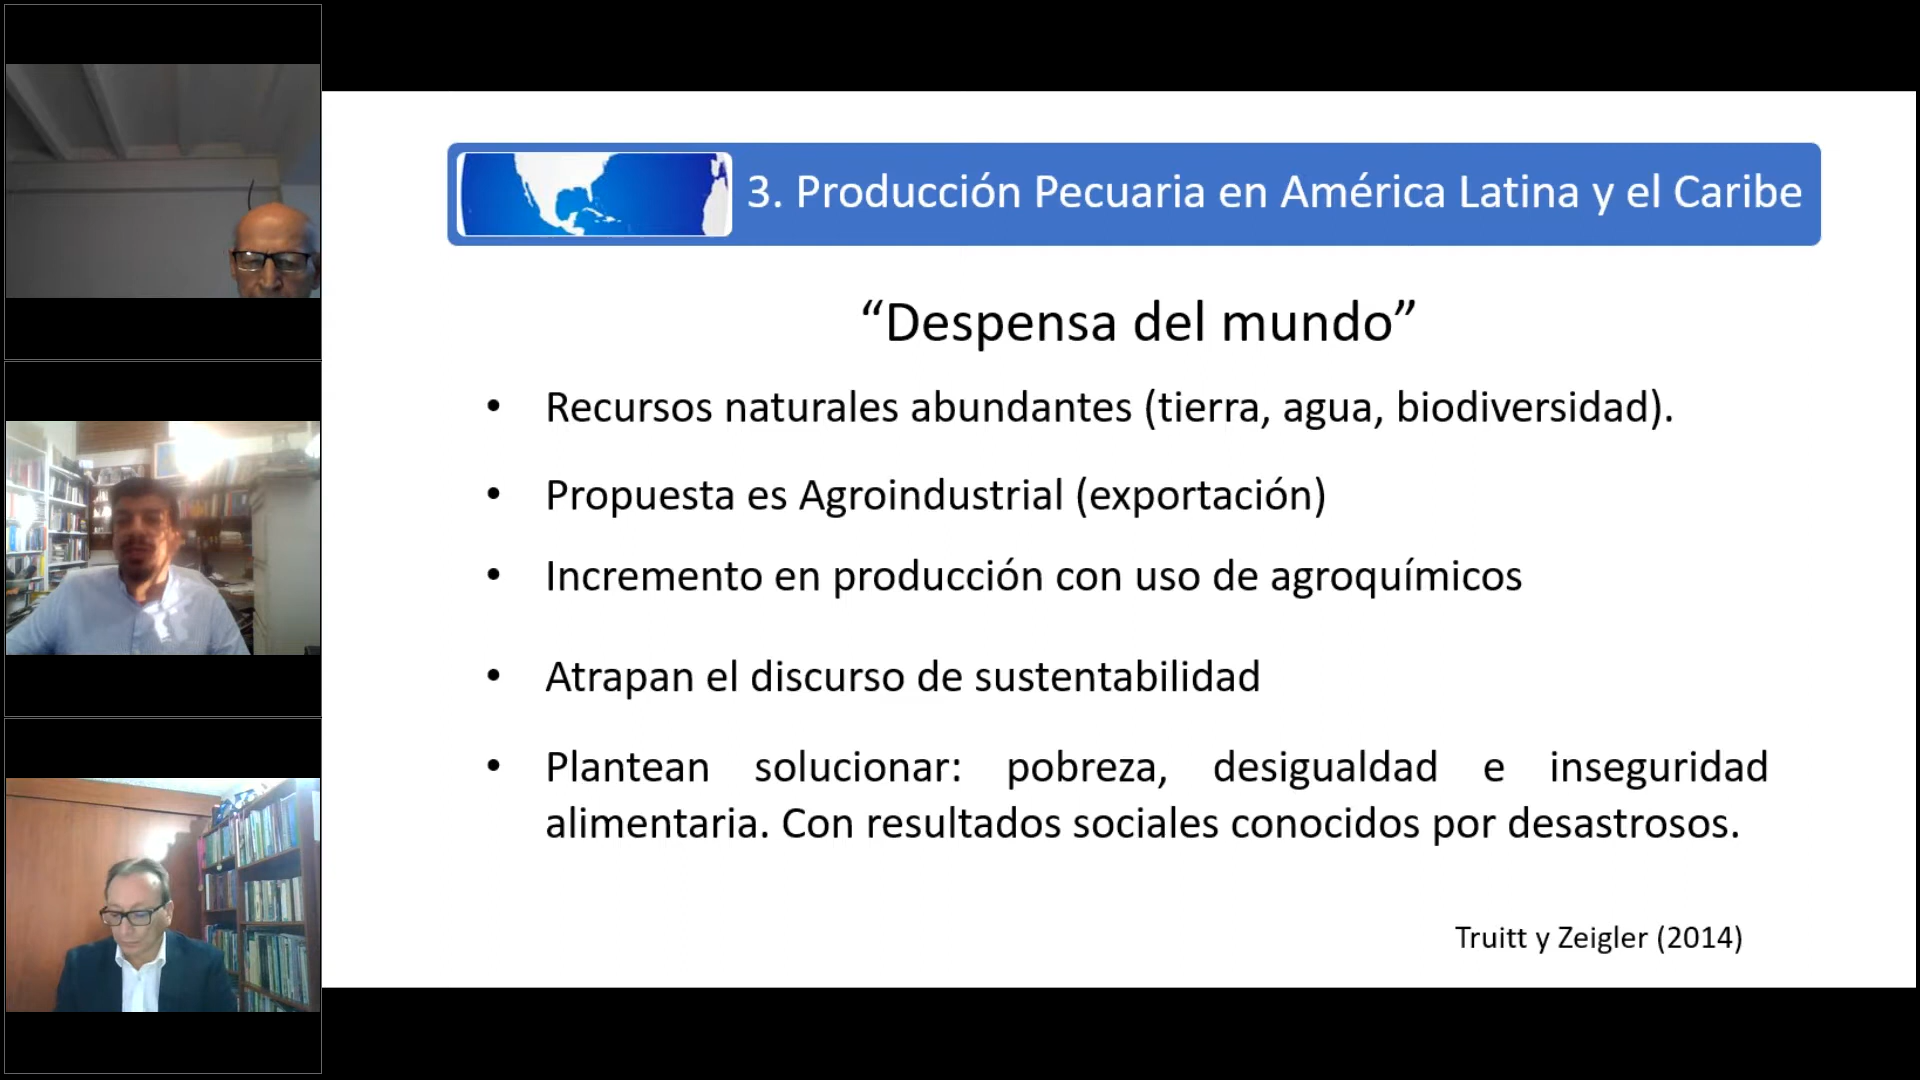 3. Producción Pecuaria en América Latina y el Caribe
“Despensa del mundo”
• Recursos naturales abundantes (tierra, agua, biodiversidad).
• Propuesta es Agroindustrial (exportación)
• Incremento en producción con uso de agroquímicos
• Atrapan el discurso de sustentabilidad
• Plantean solucionar: pobreza, desigualdad e inseguridad
alimentaria. Con resultados sociales conocidos por desastrosos.
Truitt y Zeigler (2014)